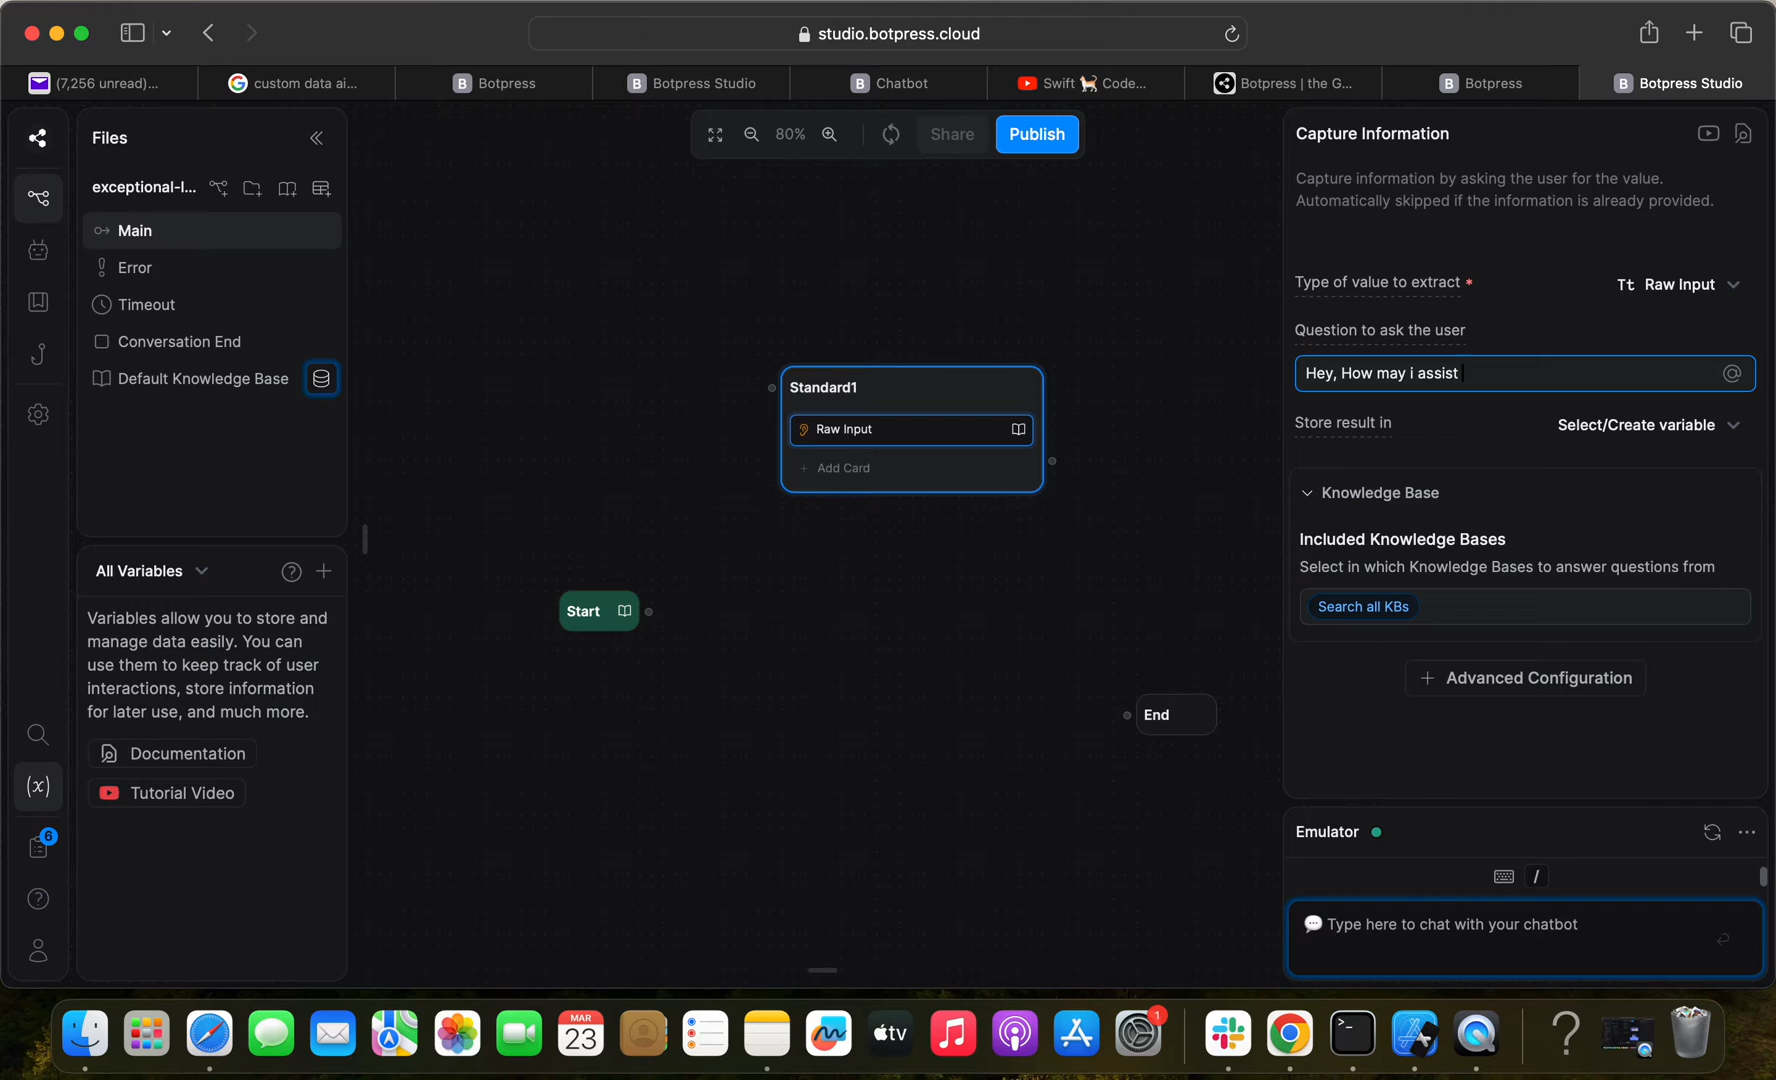 studio.botpress.cloud
(7,256 unread)...
custom data ai...
B Botpress
B Botpress Studio
B Chatbot
Swift 🐈 Code...
Botpress | the G...
B Botpress
B Botpress Studio
Files
exceptional-l...
Main
Error
Timeout
Conversation End
Default Knowledge Base
All Variables
Variables allow you to store and
manage data easily. You can
use them to keep track of user
interactions, store information
for later use, and much more.
Documentation
Tutorial Video
6
80%
Share
Publish
Standard1
Raw Input
+ Add Card
Start
End
Capture Information
Capture information by asking the user for the value.
Automatically skipped if the information is already provided.
Type of value to extract *
Tt Raw Input
Question to ask the user
Hey, How may i assist
@
Store result in
Select/Create variable
Knowledge Base
Included Knowledge Bases
Select in which Knowledge Bases to answer questions from
Search all KBs
+ Advanced Configuration
Emulator
/
💬 Type here to chat with your chatbot
MAR
23
tv
1